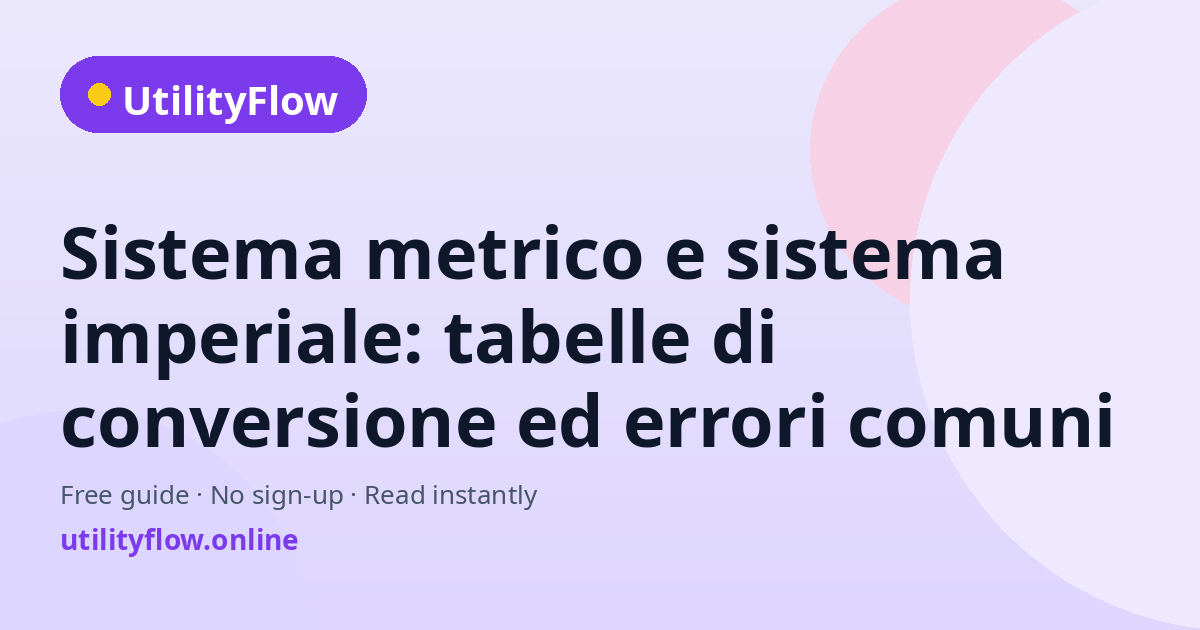 UtilityFlow
Sistema metrico e sistema
imperiale: tabelle di
conversione ed errori comuni
Free guide · No sign-up · Read instantly
utilityflow.online